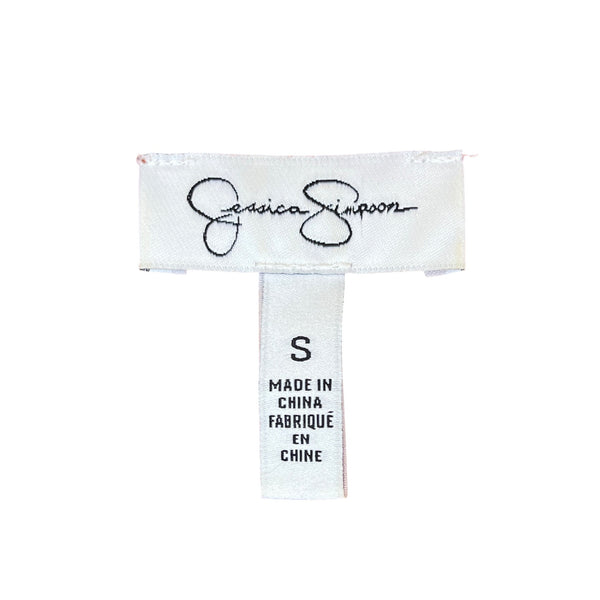 Jessica Simpson
S
MADE IN
CHINA
FABRIQUÉ
EN
CHINE